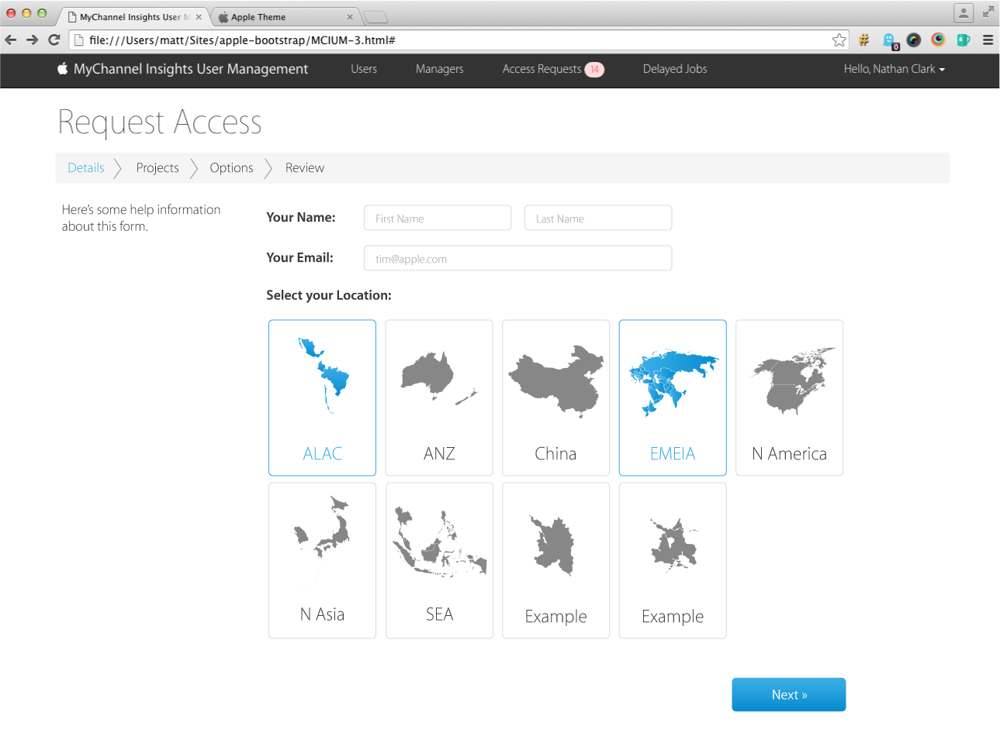 MyChannel Insights User M
Apple Theme
file:///Users/matt/Sites/apple-bootstrap/MCIUM-3.html#
0
MyChannel Insights User Management
Users
Managers
Access Requests 14
Delayed Jobs
Hello, Nathan Clark
Request Access
Details
Projects
Options
Review
Here's some help information
about this form.
Your Name:
First Name
Last Name
Your Email:
tim@apple.com
Select your Location:
ALAC
ANZ
China
EMEIA
N America
N Asia
SEA
Example
Example
Next »